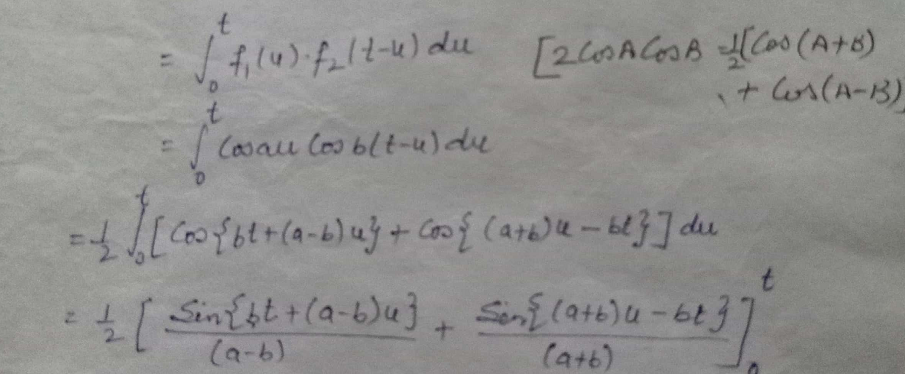 = ∫₀ᵗ f₁(u)·f₂(t-u) du [2CosACosB = ½[Cos(A+B)
+ Cos(A-B)]
= ∫₀ᵗ Cosau Cosb(t-u) du
= 1/2 ∫₀ᵗ [Cos{bt+(a-b)u} + Cos{(a+b)u - bt}] du
= 1/2 [ Sin{bt+(a-b)u}/(a-b) + Sin{(a+b)u - bt}/(a+b) ]₀ᵗ